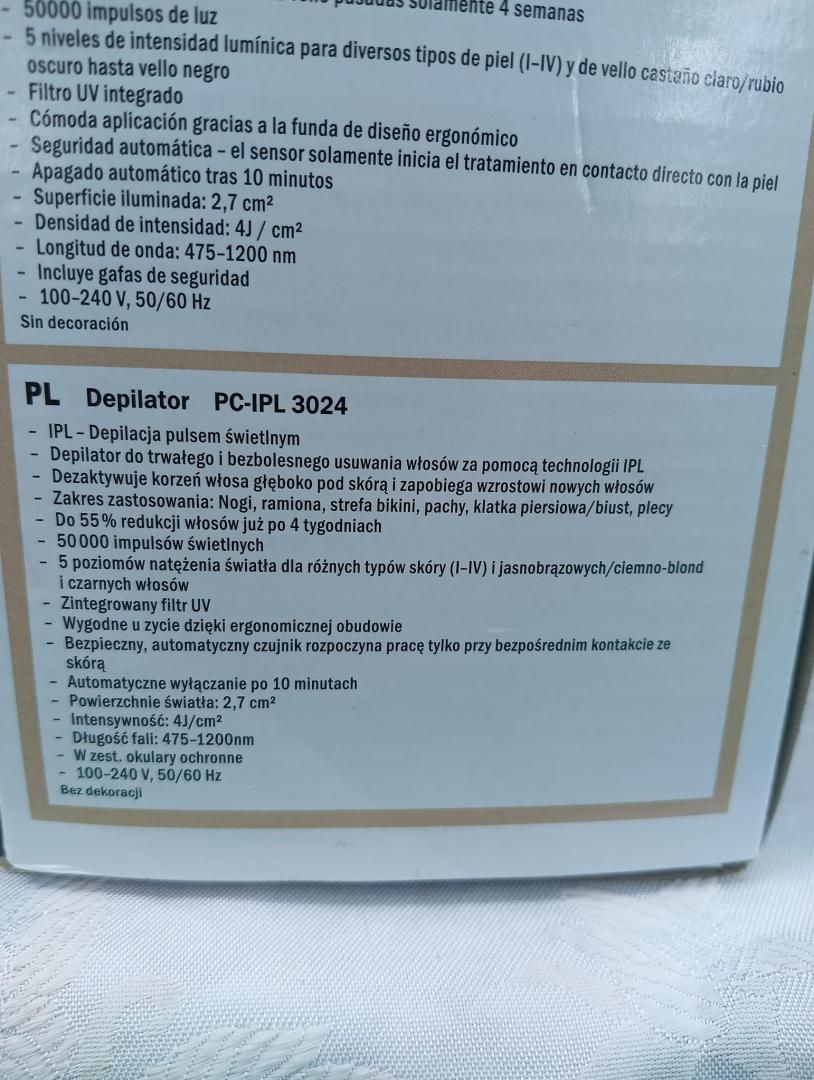 pasadas solamente 4 semanas
- 50000 impulsos de luz
- 5 niveles de intensidad lumínica para diversos tipos de piel (I–IV) y de vello castaño claro/rubio
oscuro hasta vello negro
- Filtro UV integrado
- Cómoda aplicación gracias a la funda de diseño ergonómico
- Seguridad automática – el sensor solamente inicia el tratamiento en contacto directo con la piel
- Apagado automático tras 10 minutos
- Superficie iluminada: 2,7 cm²
- Densidad de intensidad: 4J / cm²
- Longitud de onda: 475–1200 nm
- Incluye gafas de seguridad
- 100–240 V, 50/60 Hz
Sin decoración
PL Depilator PC-IPL 3024
- IPL – Depilacja pulsem świetlnym
- Depilator do trwałego i bezbolesnego usuwania włosów za pomocą technologii IPL
- Dezaktywuje korzeń włosa głęboko pod skórą i zapobiega wzrostowi nowych włosów
- Zakres zastosowania: Nogi, ramiona, strefa bikini, pachy, klatka piersiowa/biust, plecy
- Do 55% redukcji włosów już po 4 tygodniach
- 50000 impulsów świetlnych
- 5 poziomów natężenia światła dla różnych typów skóry (I–IV) i jasnobrązowych/ciemno-blond
i czarnych włosów
- Zintegrowany filtr UV
- Wygodne u zycie dzięki ergonomicznej obudowie
- Bezpieczny, automatyczny czujnik rozpoczyna pracę tylko przy bezpośrednim kontakcie ze
skórą
- Automatyczne wyłączanie po 10 minutach
- Powierzchnie światła: 2,7 cm²
- Intensywność: 4J/cm²
- Długość fali: 475–1200nm
- W zest. okulary ochronne
- 100–240 V, 50/60 Hz
Bez dekoracji